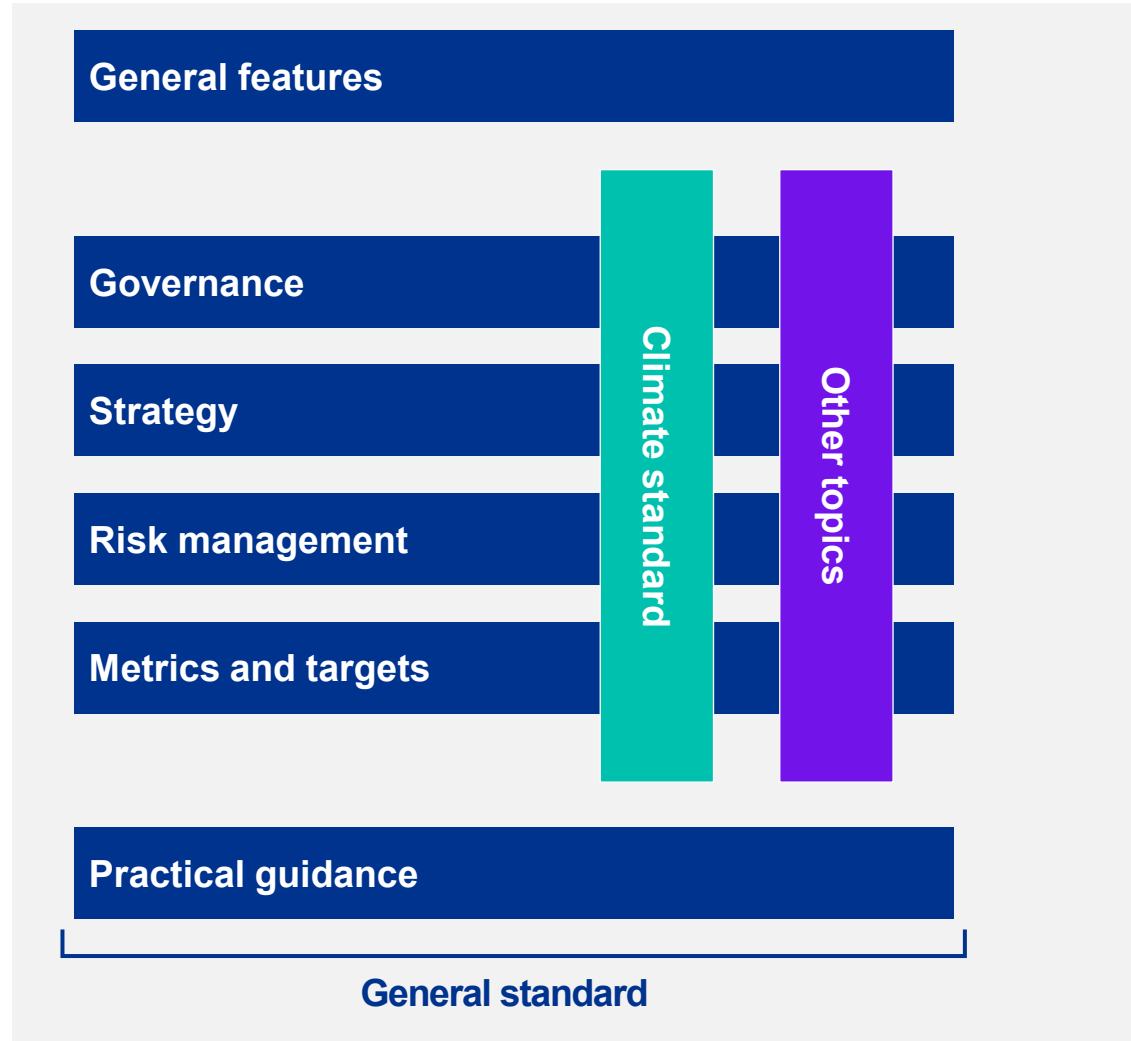 General features
Governance
Strategy
Risk management
Metrics and targets
Climate standard
Other topics
Practical guidance
General standard